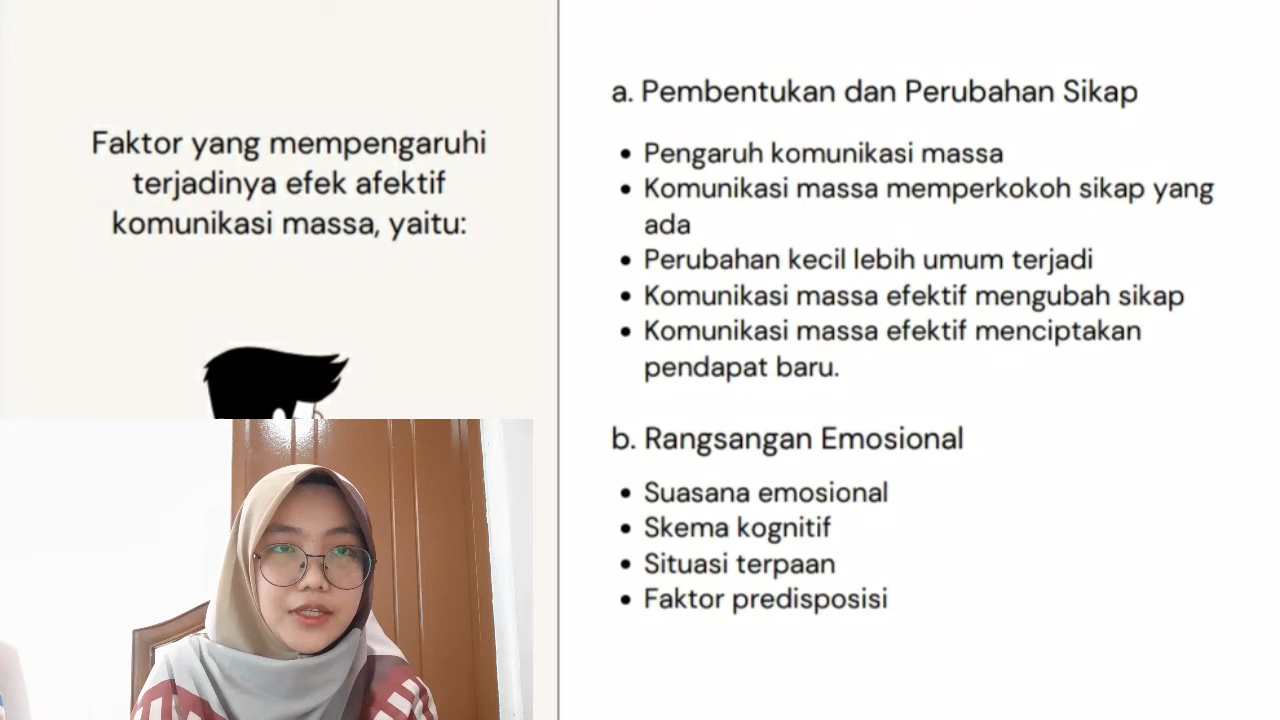 Faktor yang mempengaruhi
terjadinya efek afektif
komunikasi massa, yaitu:
a. Pembentukan dan Perubahan Sikap
• Pengaruh komunikasi massa
• Komunikasi massa memperkokoh sikap yang
ada
• Perubahan kecil lebih umum terjadi
• Komunikasi massa efektif mengubah sikap
• Komunikasi massa efektif menciptakan
pendapat baru.
b. Rangsangan Emosional
• Suasana emosional
• Skema kognitif
• Situasi terpaan
• Faktor predisposisi